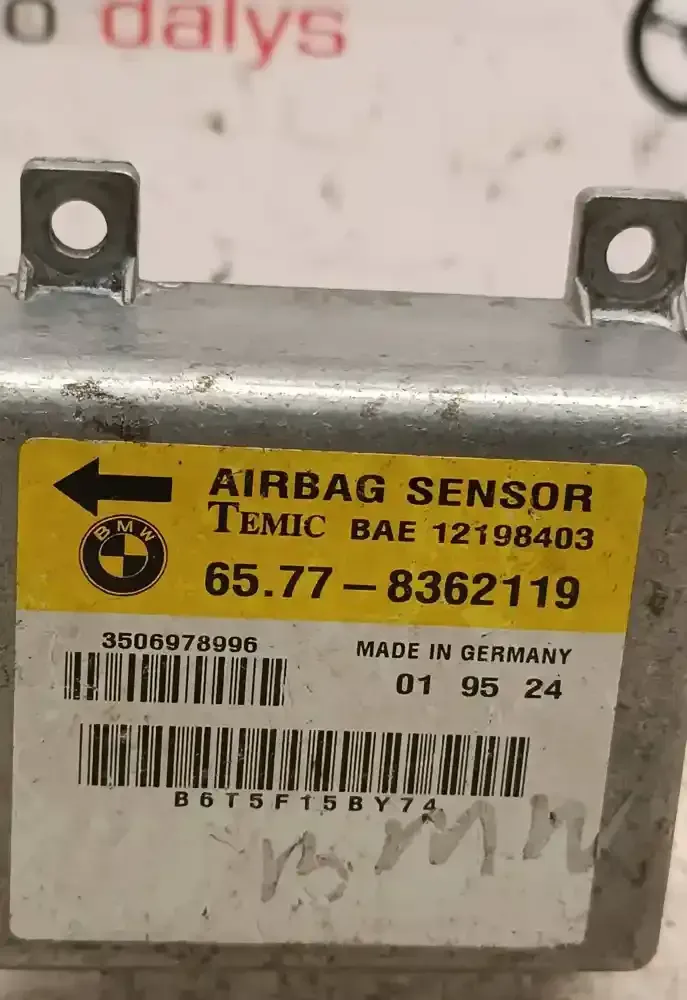 o dalys
AIRBAG SENSOR
BMW
TEMIC BAE 12198403
65.77-8362119
3506978996
MADE IN GERMANY
01 95 24
B6T5F15BY74
BMW